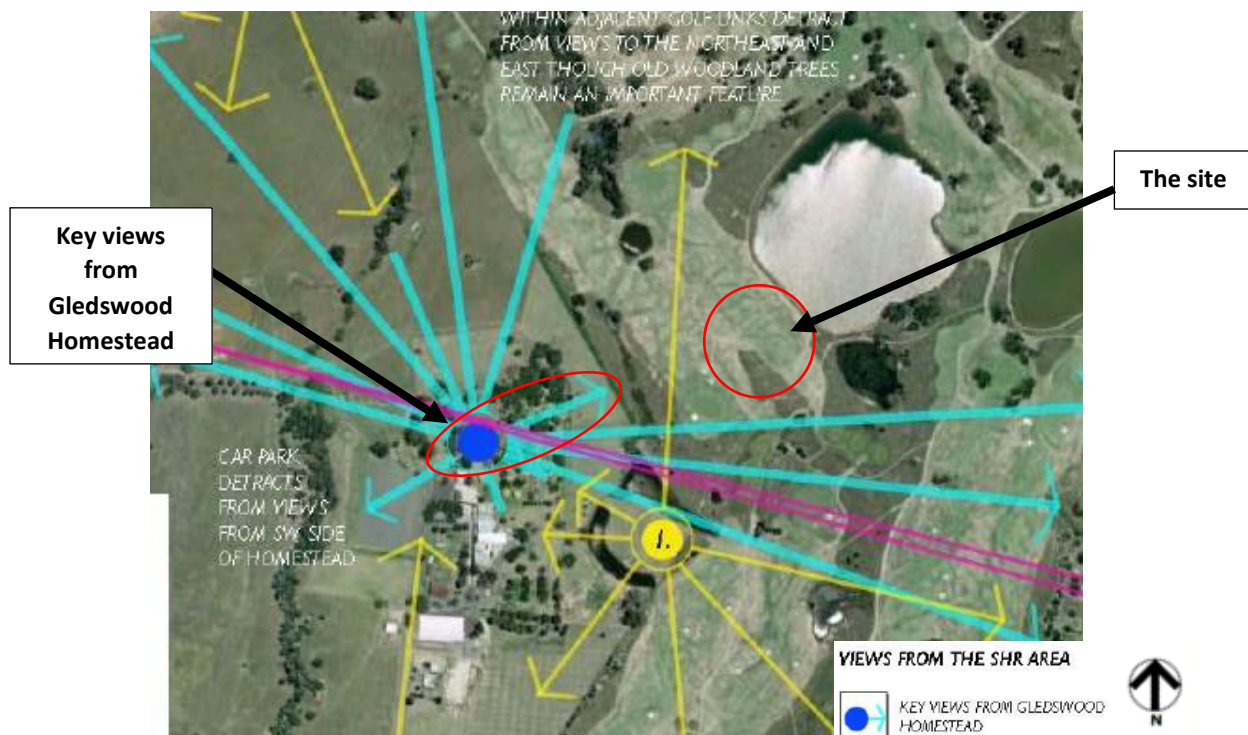 WITHIN ADJACENT GOLF LINKS DETRACT
FROM VIEWS TO THE NORTHEAST AND
EAST THOUGH OLD WOODLAND TREES
REMAIN AN IMPORTANT FEATURE
The site
Key views
from
Gledswood
Homestead
CAR PARK
DETRACTS
FROM VIEWS
FROM SW SIDE
OF HOMESTEAD
1.
VIEWS FROM THE SHR AREA
KEY VIEWS FROM GLEDSWOOD
HOMESTEAD
N